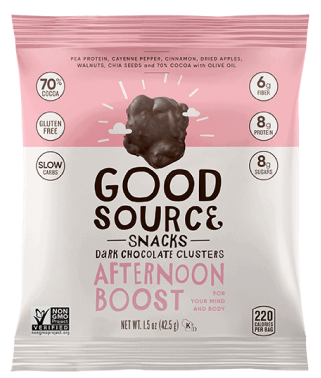 PEA PROTEIN, CAYENNE PEPPER, CINNAMON, DRIED APPLES,
WALNUTS, CHIA SEEDS and 70% COCOA with OLIVE OIL
70%
COCOA
GLUTEN
FREE
SLOW
CARBS
6g
FIBER
8g
PROTEIN
8g
SUGARS
GOOD
SOURCE
SNACKS
DARK CHOCOLATE CLUSTERS
AFTERNOON
BOOST
FOR
YOUR MIND
AND BODY
NON
GMO
Project
VERIFIED
nongmoproject.org
NET WT. 1.5 oz (42.5g)
K
220
CALORIES
PER BAG